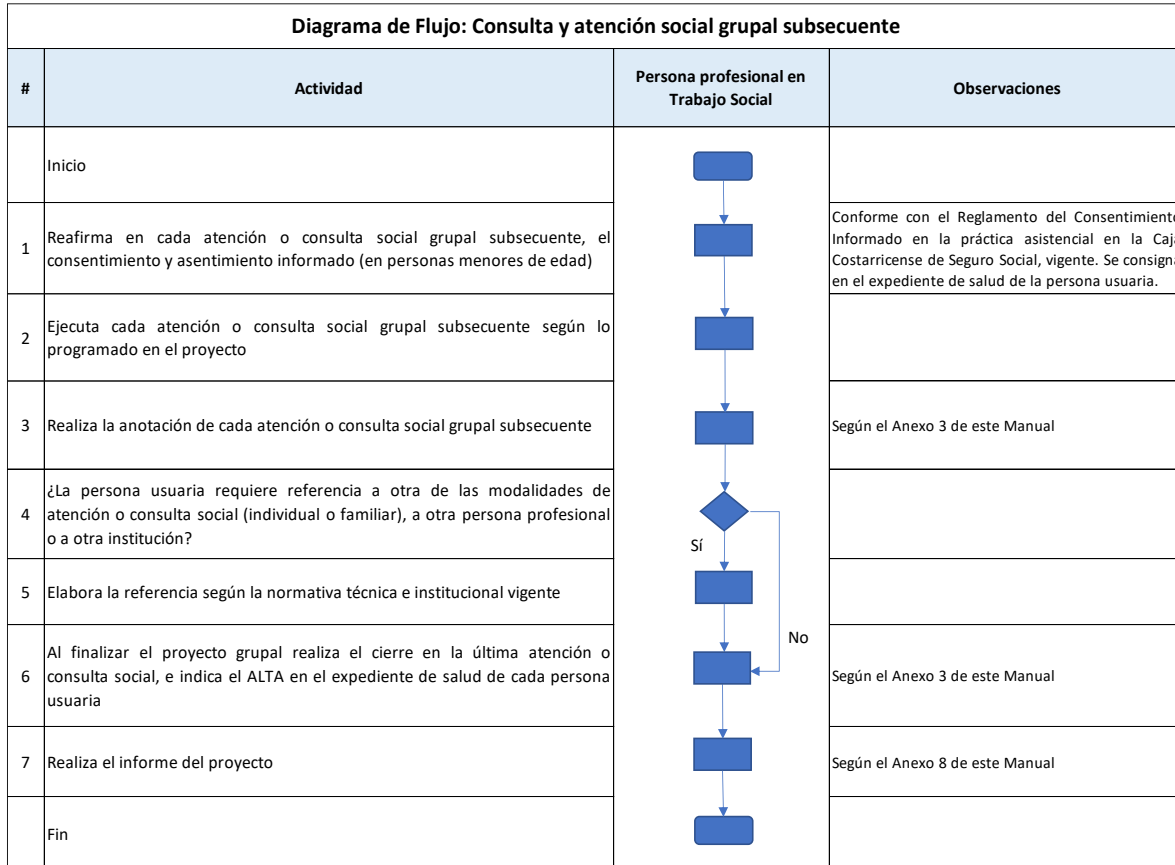 Diagrama de Flujo: Consulta y atención social grupal subsecuente
#
Actividad
Persona profesional en
Trabajo Social
Observaciones
Inicio
1
Reafirma en cada atención o consulta social grupal subsecuente, el
consentimiento y asentimiento informado (en personas menores de edad)
Conforme con el Reglamento del Consentimiento
Informado en la práctica asistencial en la Caja
Costarricense de Seguro Social, vigente. Se consigna
en el expediente de salud de la persona usuaria.
2
Ejecuta cada atención o consulta social grupal subsecuente según lo
programado en el proyecto
3
Realiza la anotación de cada atención o consulta social grupal subsecuente
Según el Anexo 3 de este Manual
4
¿La persona usuaria requiere referencia a otra de las modalidades de
atención o consulta social (individual o familiar), a otra persona profesional
o a otra institución?
Sí
5
Elabora la referencia según la normativa técnica e institucional vigente
No
6
Al finalizar el proyecto grupal realiza el cierre en la última atención o
consulta social, e indica el ALTA en el expediente de salud de cada persona
usuaria
Según el Anexo 3 de este Manual
7
Realiza el informe del proyecto
Según el Anexo 8 de este Manual
Fin